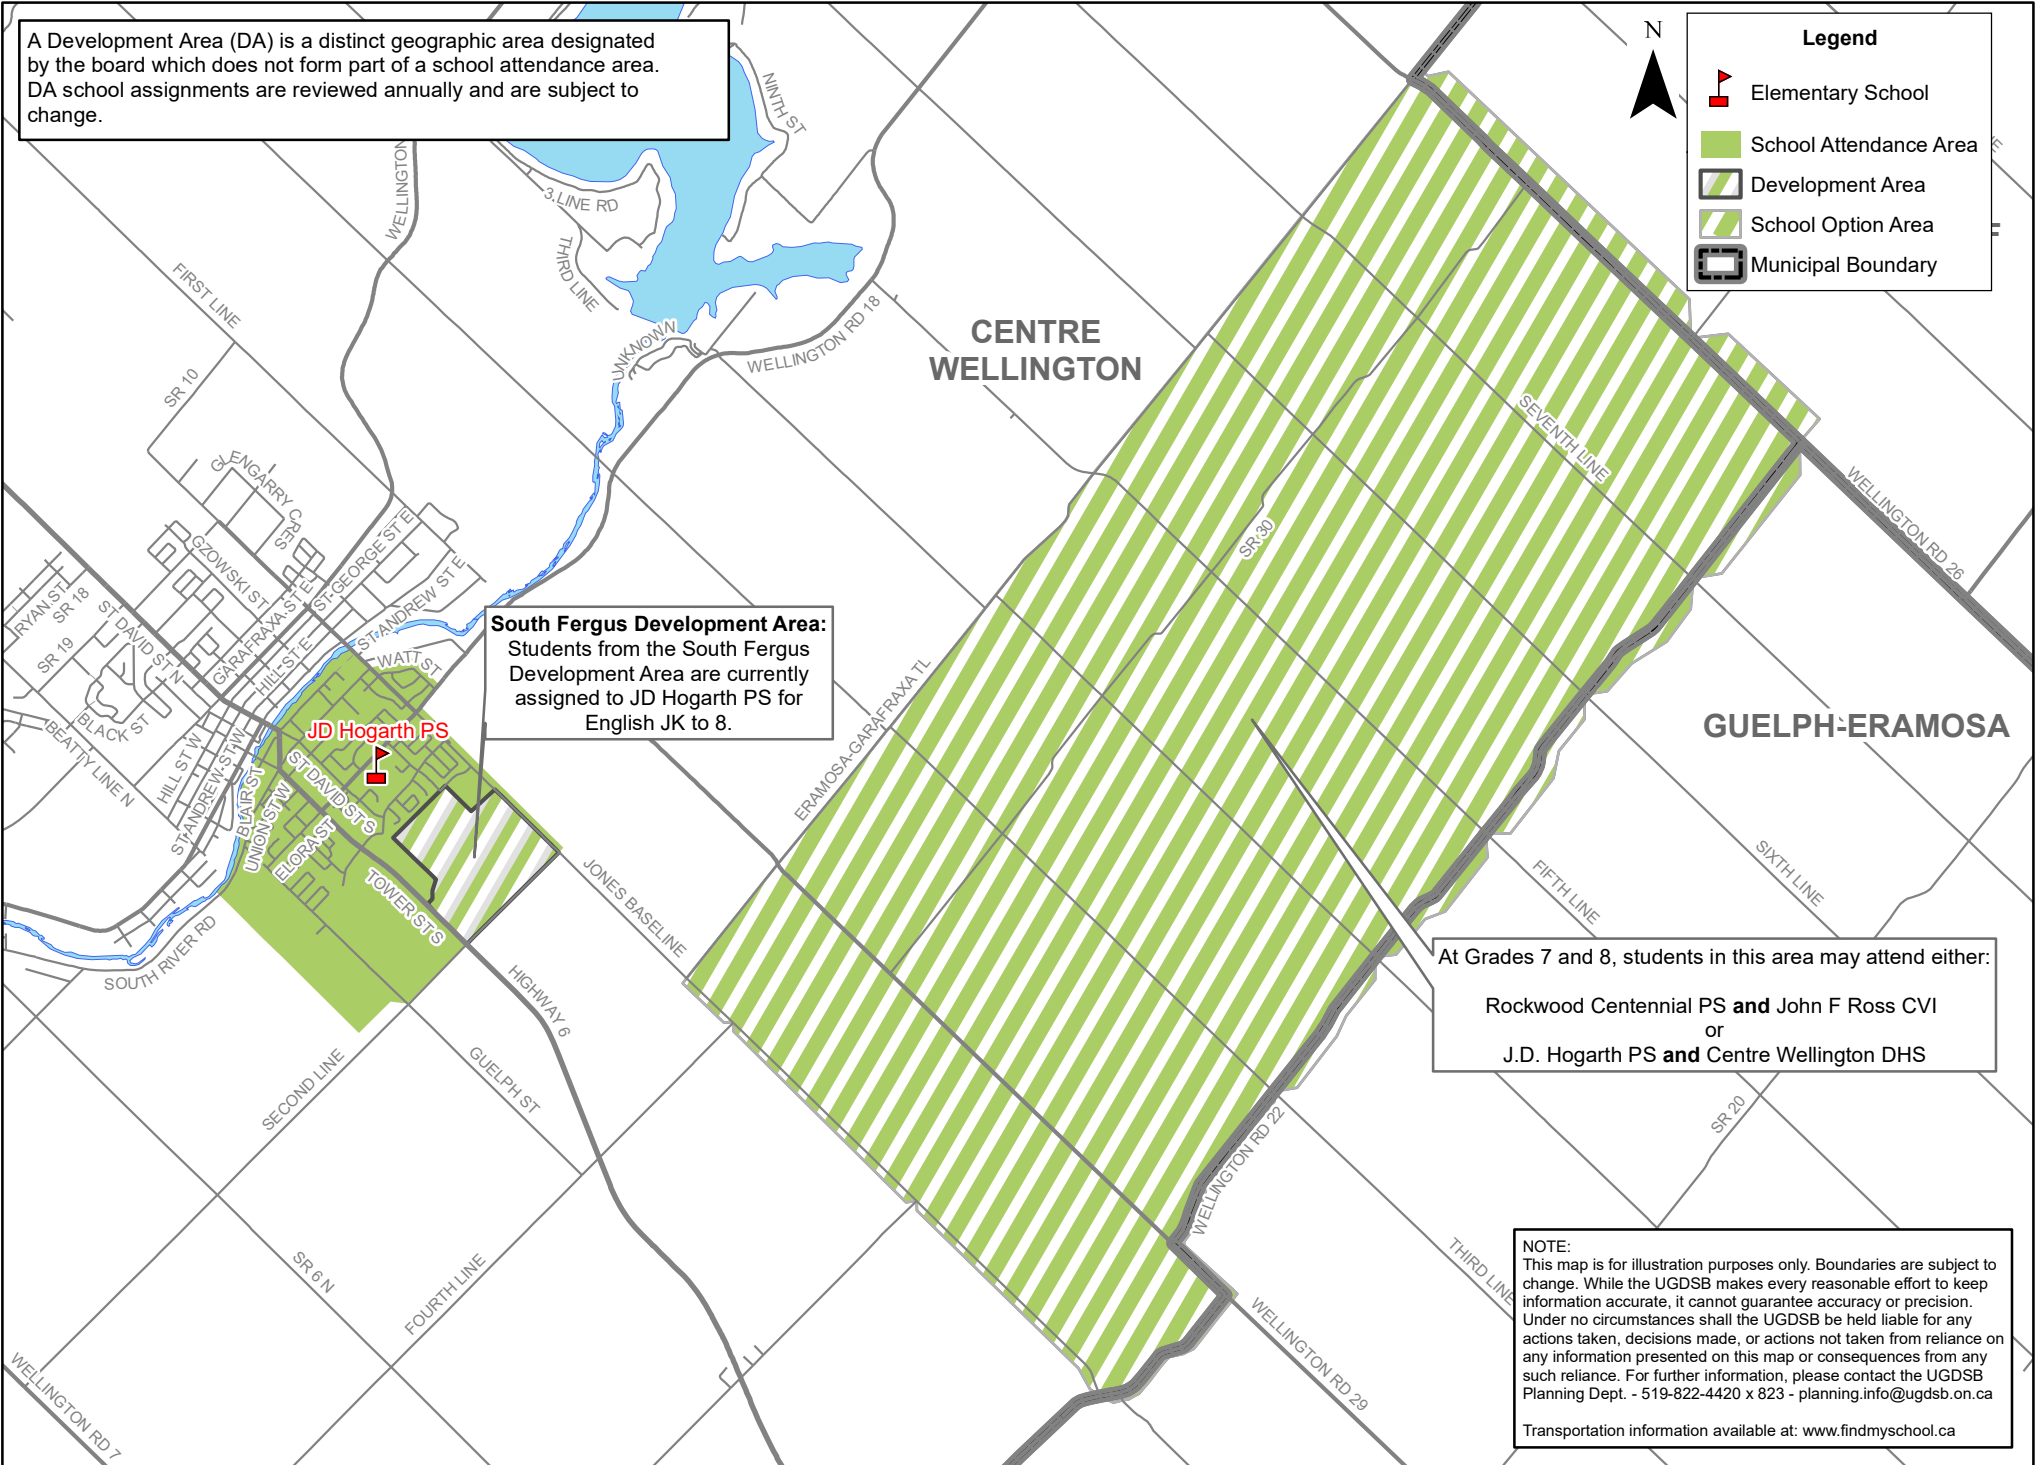 A Development Area (DA) is a distinct geographic area designated
by the board which does not form part of a school attendance area.
DA school assignments are reviewed annually and are subject to
change.
N
Legend
Elementary School
School Attendance Area
Development Area
School Option Area
Municipal Boundary
NINTH ST
WELLINGTON
3 LINE RD
THIRD LINE
FIRST LINE
UNKNOWN
WELLINGTON RD 18
CENTRE
WELLINGTON
SR 10
GLENGARRY CRES
SEVENTH LINE
WELLINGTON RD 26
SR 30
GZOWSKI ST
ST GEORGE ST E
ST ANDREW ST E
GARAFRAXA ST E
HILL ST E
RYAN ST
SR 18
SR 19
ST DAVID ST N
BLACK ST
BEATTY LINE N
WATT ST
South Fergus Development Area:
Students from the South Fergus
Development Area are currently
assigned to JD Hogarth PS for
English JK to 8.
ERAMOSA-GARAFRAXA TL
GUELPH-ERAMOSA
JD Hogarth PS
HILL ST W
ST ANDREW ST W
BLAIR ST
UNION ST W
ST DAVID ST S
ELORA ST
TOWER ST S
JONES BASELINE
SOUTH RIVER RD
HIGHWAY 6
SECOND LINE
GUELPH ST
FIFTH LINE
SIXTH LINE
At Grades 7 and 8, students in this area may attend either:
Rockwood Centennial PS and John F Ross CVI
or
J.D. Hogarth PS and Centre Wellington DHS
SR 20
WELLINGTON RD 22
SR 6 N
FOURTH LINE
THIRD LINE
WELLINGTON RD 29
WELLINGTON RD 7
NOTE:
This map is for illustration purposes only. Boundaries are subject to
change. While the UGDSB makes every reasonable effort to keep
information accurate, it cannot guarantee accuracy or precision.
Under no circumstances shall the UGDSB be held liable for any
actions taken, decisions made, or actions not taken from reliance on
any information presented on this map or consequences from any
such reliance. For further information, please contact the UGDSB
Planning Dept. - 519-822-4420 x 823 - planning.info@ugdsb.on.ca
Transportation information available at: www.findmyschool.ca